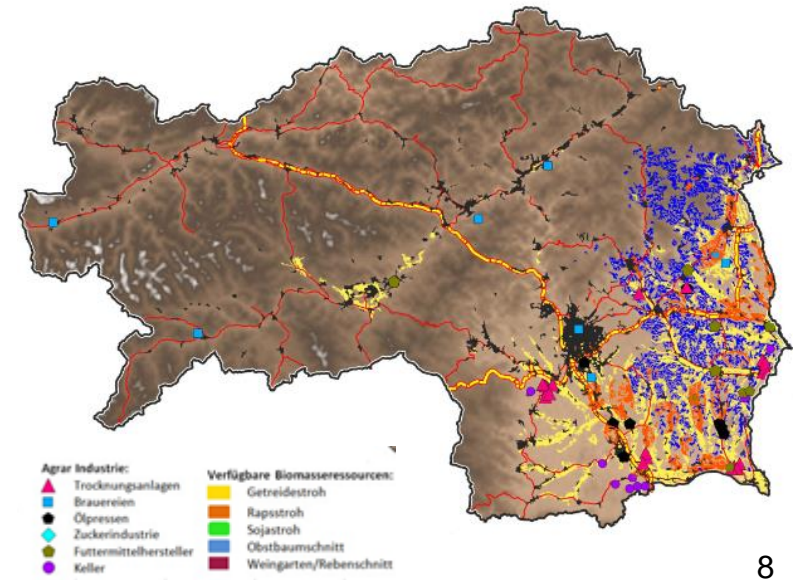 Agrar Industrie:
Trocknungsanlagen
Brauereien
Ölpressen
Zuckerindustrie
Futtermittelhersteller
Keller
Verfügbare Biomasseressourcen:
Getreidestroh
Rapsstroh
Sojastroh
Obstbaumschnitt
Weingarten/Rebenschnitt
8